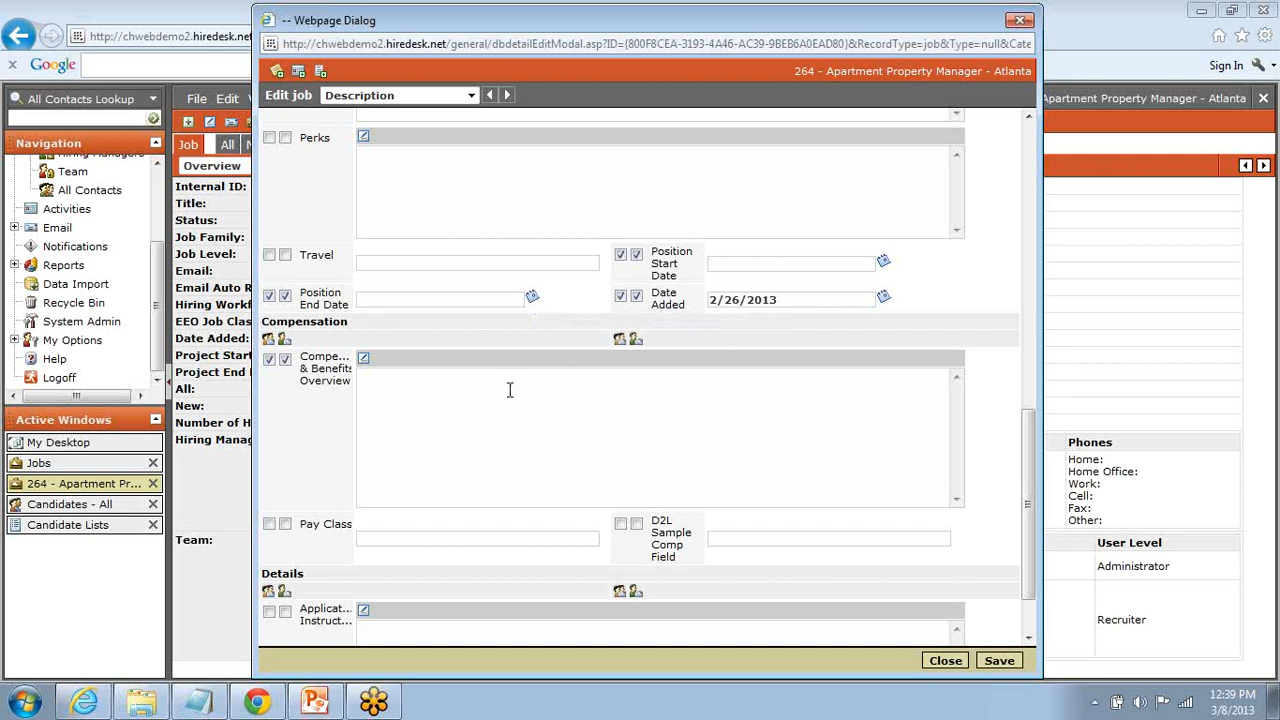 -- Webpage Dialog
http://chwebdemo2.hiredesk.net/
http://chwebdemo2.hiredesk.net/general/dbdetailEditModal.asp?ID={800F8CEA-3193-4A46-AC39-5FEB6A0EAD80}&RecordType=job&Type=null&Cate
Google
Sign In
264 - Apartment Property Manager - Atlanta
All Contacts Lookup
File Edit
Edit job
Description
Apartment Property Manager - Atlanta
Navigation
Hiring Managers
Team
All Contacts
Activities
Email
Notifications
Reports
Data Import
Recycle Bin
System Admin
My Options
Help
Logoff
Active Windows
My Desktop
Jobs
264 - Apartment Pr...
Candidates - All
Candidate Lists
Job
All
Overview
Internal ID:
Title:
Status:
Job Family:
Job Level:
Email:
Email Auto R
Hiring Workf
EEO Job Clas
Date Added:
Project Start
Project End D
All:
New:
Number of H
Hiring Manag
Team:
Perks
Travel
Position
Start
Date
Position
End Date
Date
Added
2/26/2013
Compensation
Compe...
& Benefits
Overview
Pay Class
D2L
Sample
Comp
Field
Details
Applicat...
Instruct...
Close
Save
Phones
Home:
Home Office:
Work:
Cell:
Fax:
Other:
User Level
Administrator
Recruiter
12:39 PM
3/8/2013